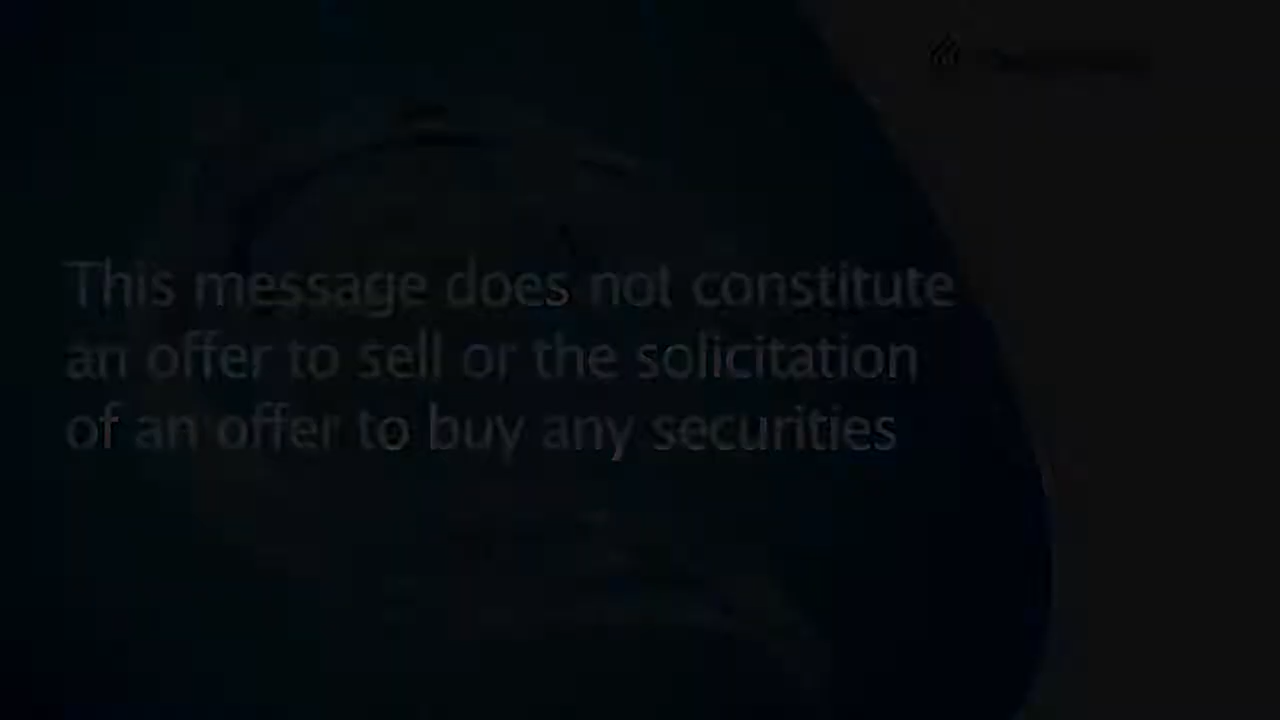 This message does not constitute
an offer to sell or the solicitation
of an offer to buy any securities